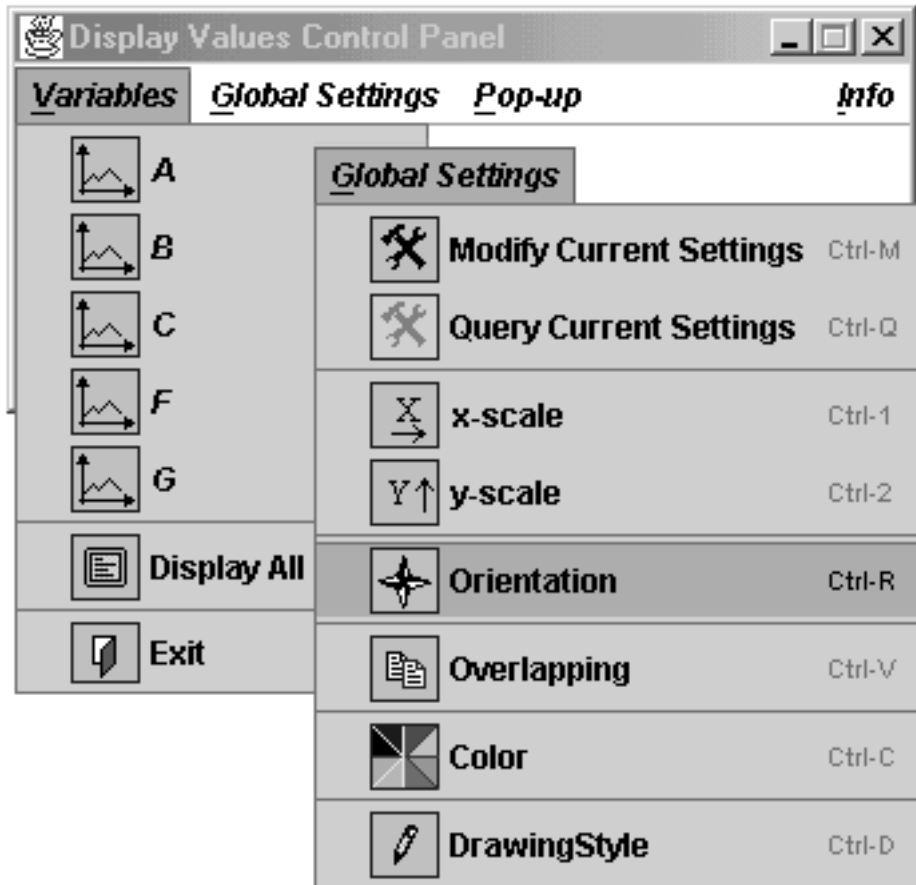 Display Values Control Panel
Variables Global Settings Pop-up Info
A
B
C
F
G
Display All
Exit
Global Settings
Modify Current Settings Ctrl-M
Query Current Settings Ctrl-Q
X x-scale Ctrl-1
Y y-scale Ctrl-2
Orientation Ctrl-R
Overlapping Ctrl-V
Color Ctrl-C
DrawingStyle Ctrl-D